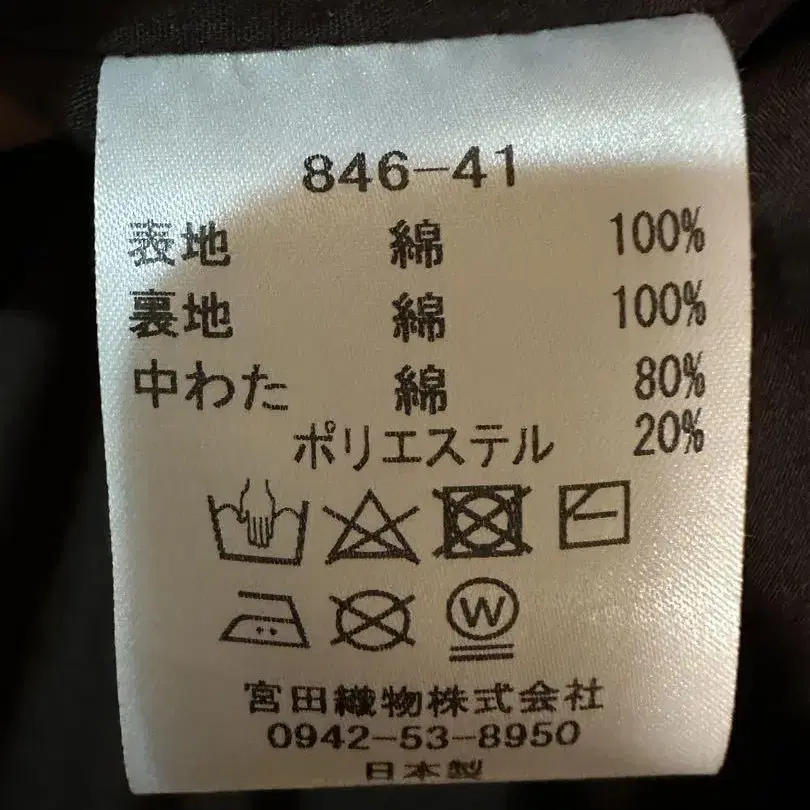 846-41
表地 綿 100%
裏地 綿 100%
中わた 綿 80%
ポリエステル 20%
W
宮田織物株式会社
0942-53-8950
日本製